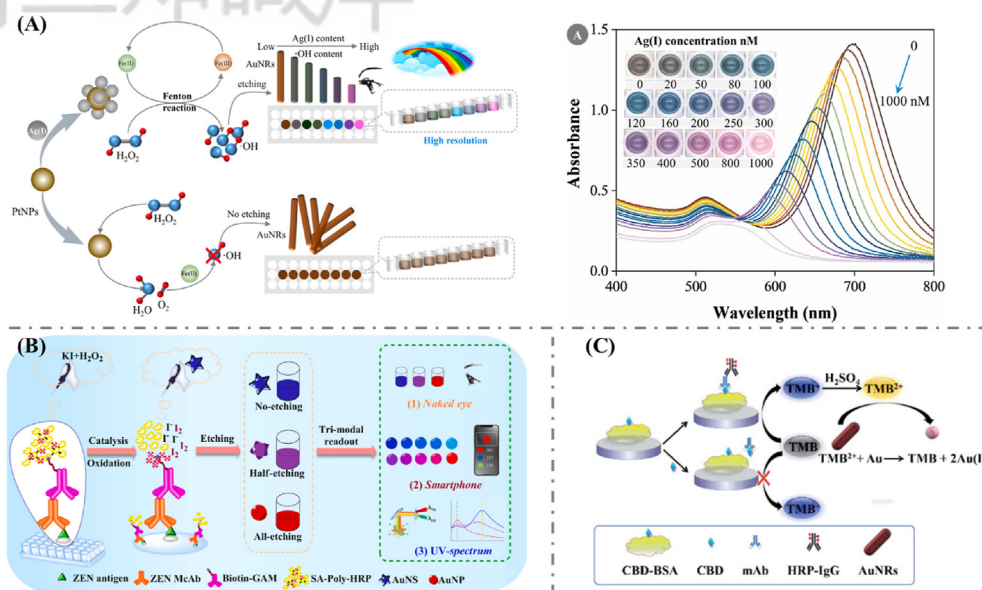 (A)
Fe(II)
Fe(III)
Fenton
reaction
Ag(I)
H2O2
·OH
PtNPs
etching
Low
Ag(I) content
·OH content
High
AuNRs
High resolution
H2O2
No etching
AuNRs
Fe(II)
·OH
H2O
O2
A
Ag(I) concentration nM
0 20 50 80 100
120 160 200 250 300
350 400 500 800 1000
0
1000 nM
Absorbance
1.5
1.0
0.5
0.0
400 500 600 700 800
Wavelength (nm)
(B)
KI+H2O2
I-
I2
I- I-
I2
I2
Catalysis
Oxidation
Etching
No-etching
Half-etching
All-etching
Tri-modal
readout
(1) Naked eye
(2) Smartphone
(3) UV-spectrum
ZEN antigen ZEN McAb Biotin-GAM SA-Poly-HRP AuNS AuNP
(C)
TMB+
H2SO4
TMB2+
TMB
TMB2+ + Au → TMB + 2Au(I
TMB+
CBD-BSA CBD mAb HRP-IgG AuNRs